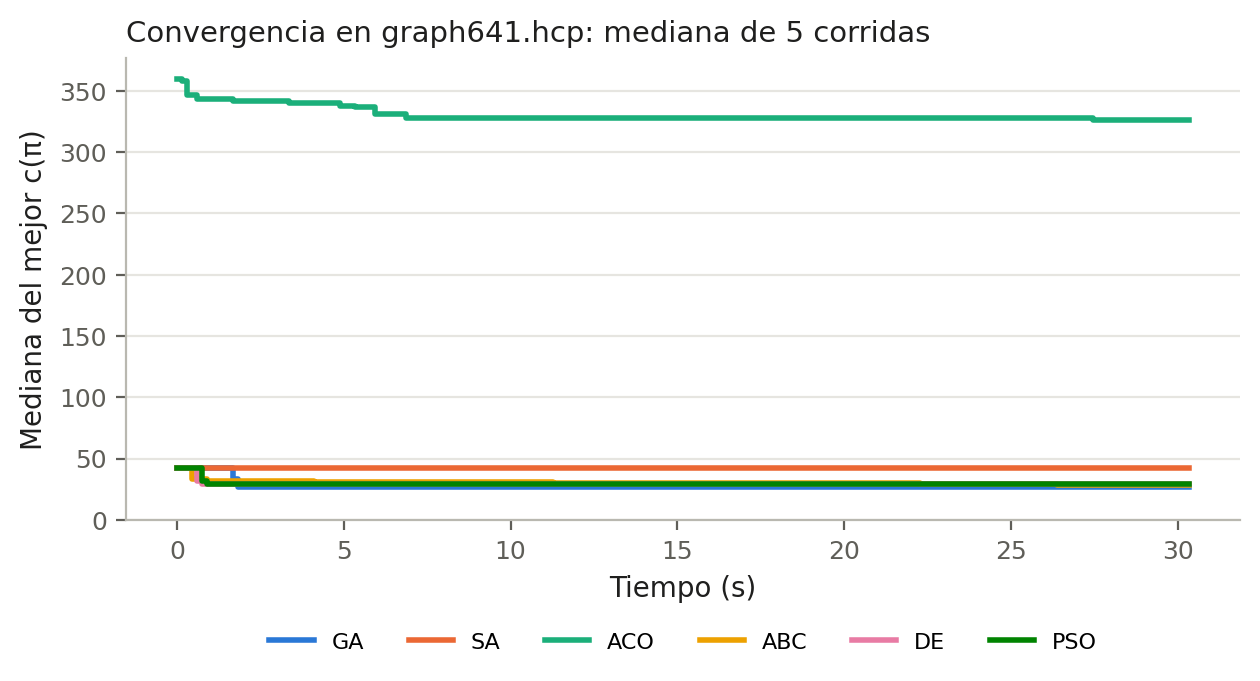 Convergencia en graph641.hcp: mediana de 5 corridas
Mediana del mejor c(π)
350
300
250
200
150
100
50
0
0 5 10 15 20 25 30
Tiempo (s)
GA SA ACO ABC DE PSO